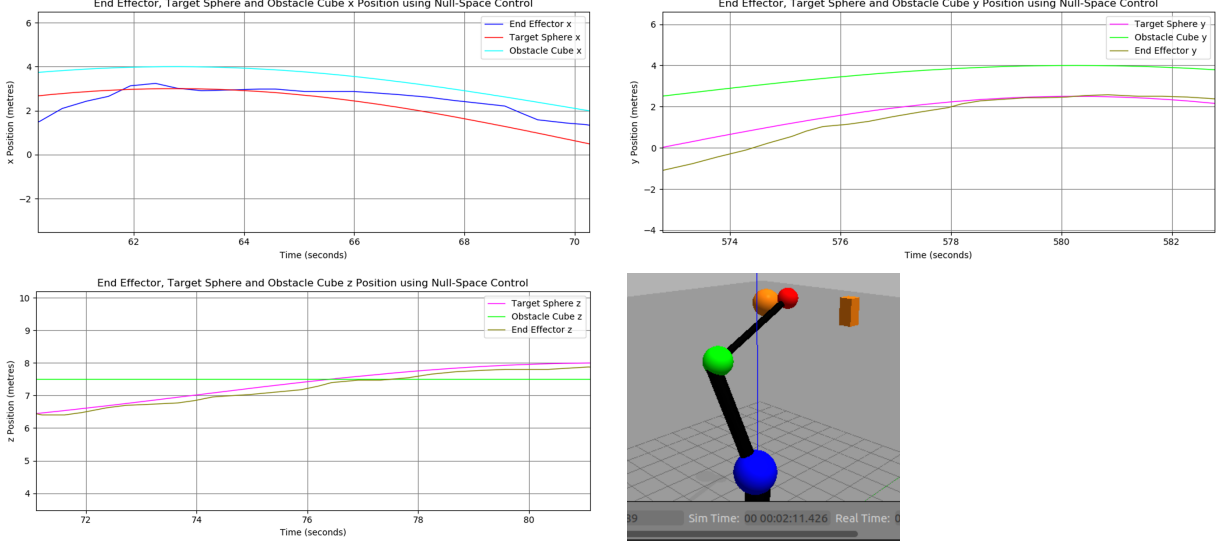 End Effector, Target Sphere and Obstacle Cube x Position using Null-Space Control
x Position (metres)
6
4
2
0
−2
End Effector x
Target Sphere x
Obstacle Cube x
62 64 66 68 70
Time (seconds)
End Effector, Target Sphere and Obstacle Cube y Position using Null-Space Control
y Position (metres)
6
4
2
0
−2
−4
Target Sphere y
Obstacle Cube y
End Effector y
574 576 578 580 582
Time (seconds)
End Effector, Target Sphere and Obstacle Cube z Position using Null-Space Control
z Position (metres)
10
9
8
7
6
5
4
Target Sphere z
Obstacle Cube z
End Effector z
72 74 76 78 80
Time (seconds)
39 Sim Time: 00 00:02:11.426 Real Time: 0